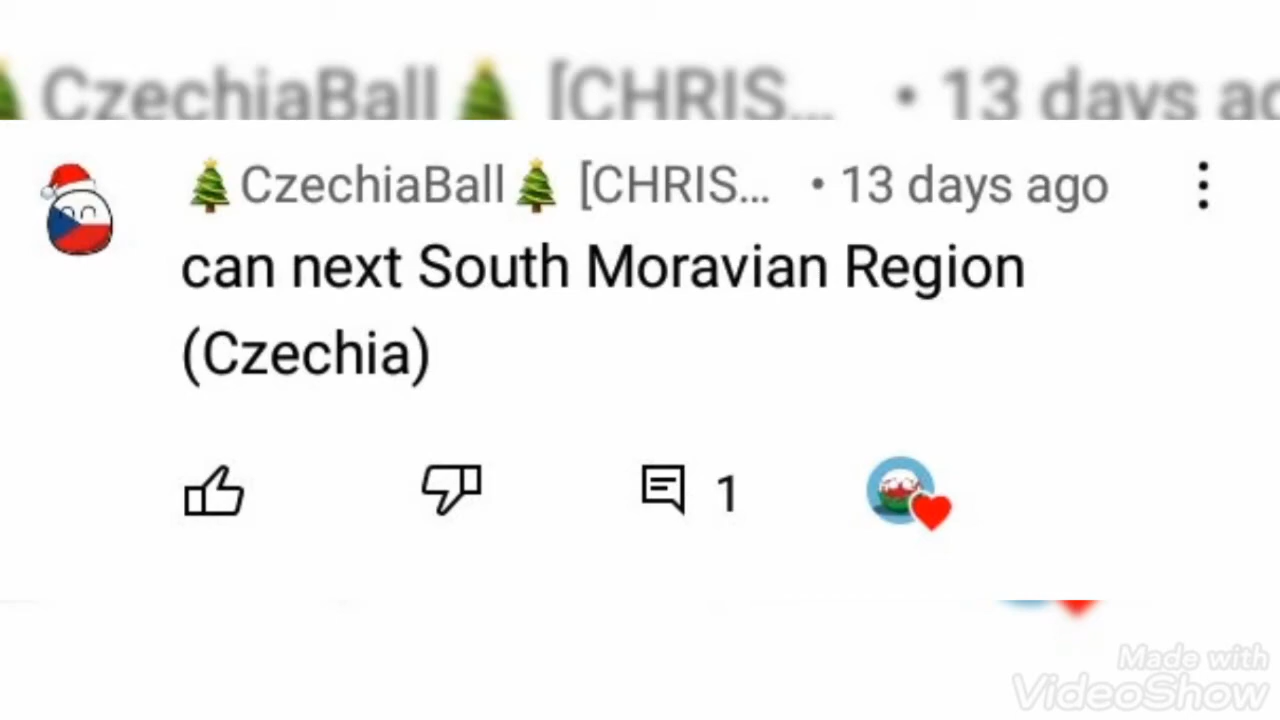 CzechiaBall🎄 [CHRIS... • 13 days ago
🎄CzechiaBall🎄 [CHRIS... • 13 days ago
can next South Moravian Region
(Czechia)
1
Made with
VideoShow